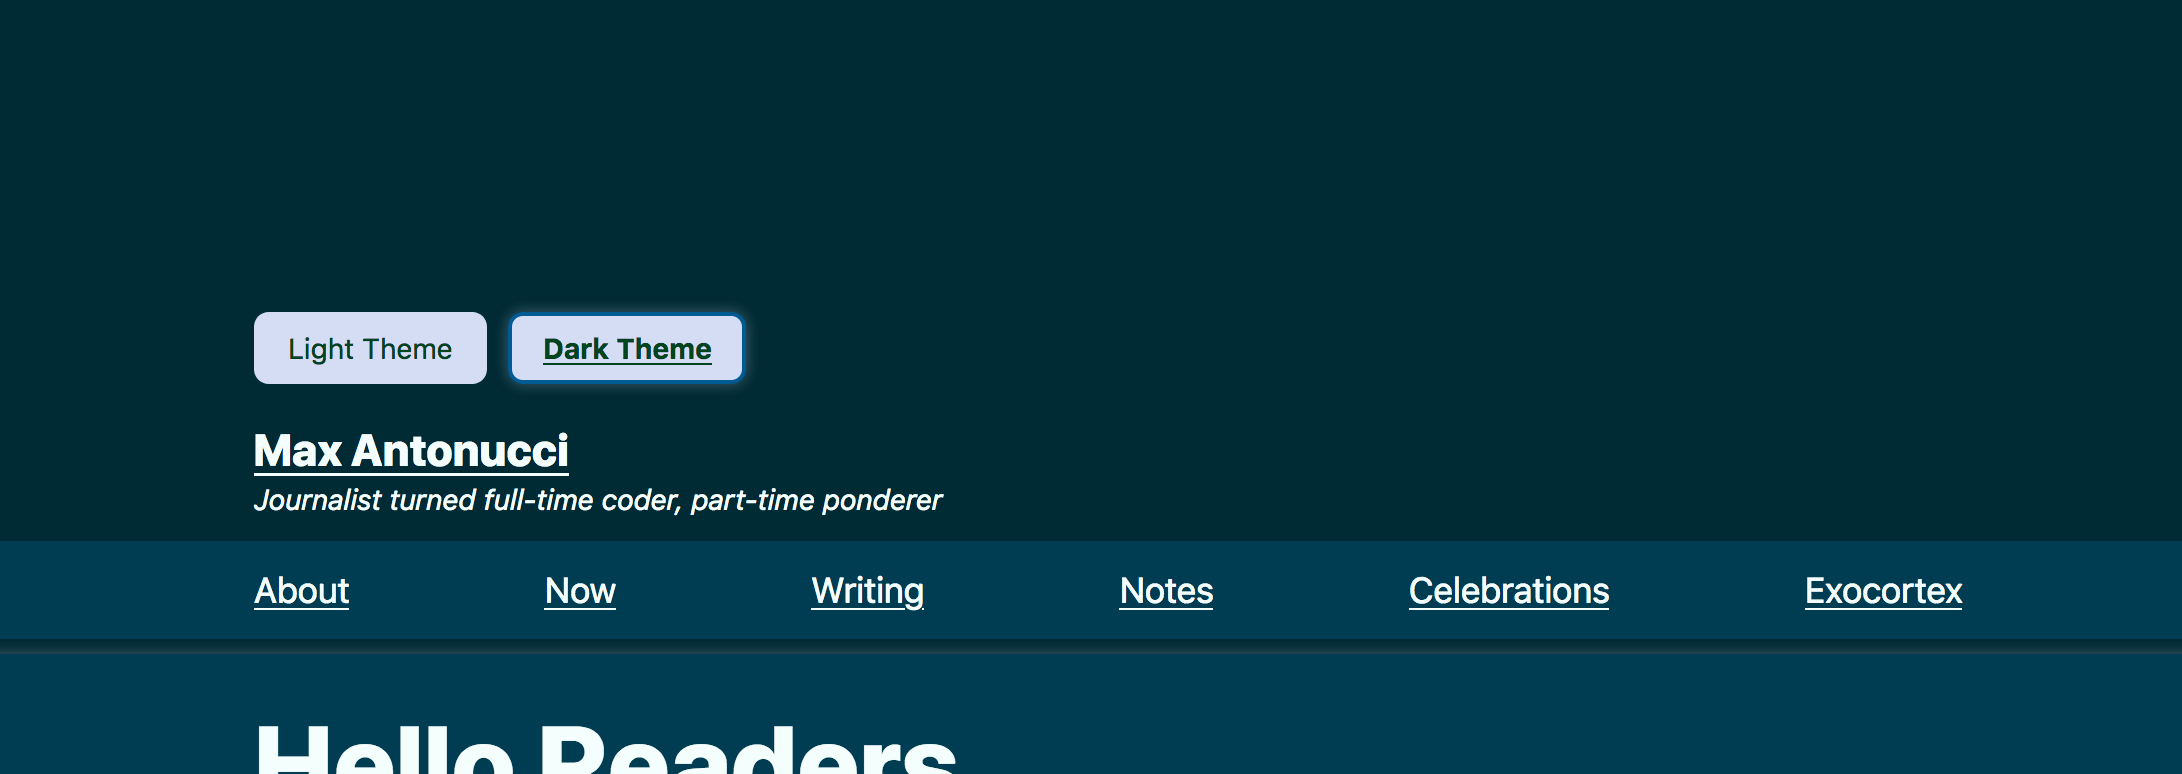 Light Theme Dark Theme
Max Antonucci
Journalist turned full-time coder, part-time ponderer
About Now Writing Notes Celebrations Exocortex
Hello Readers